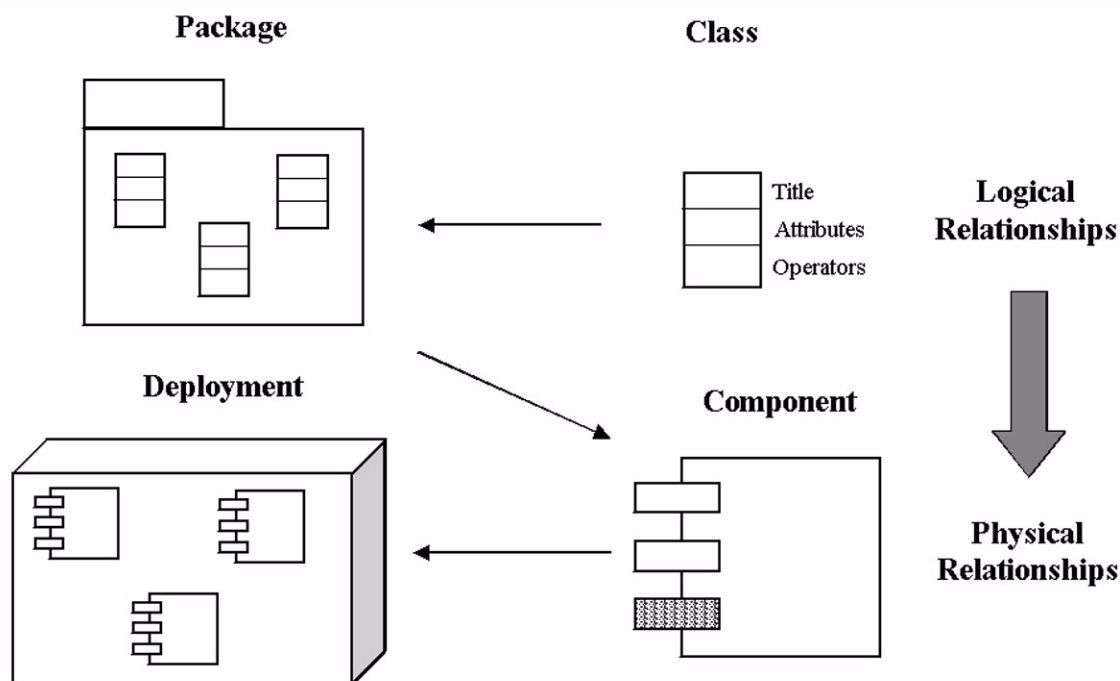 Package
Class
Title
Attributes
Operators
Logical
Relationships
Deployment
Component
Physical
Relationships